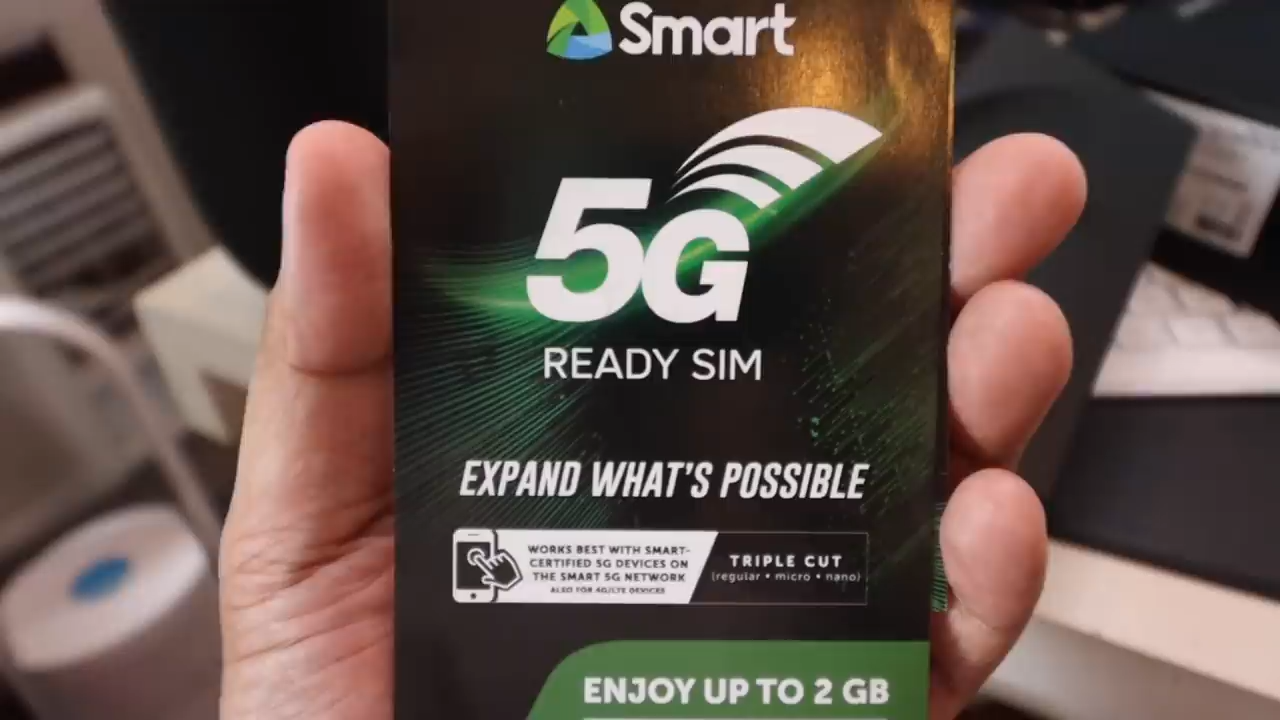 Smart
5G
READY SIM
EXPAND WHAT'S POSSIBLE
WORKS BEST WITH SMART-
CERTIFIED 5G DEVICES ON
THE SMART 5G NETWORK
ALSO FOR 4G/LTE DEVICES
TRIPLE CUT
(regular • micro • nano)
ENJOY UP TO 2 GB